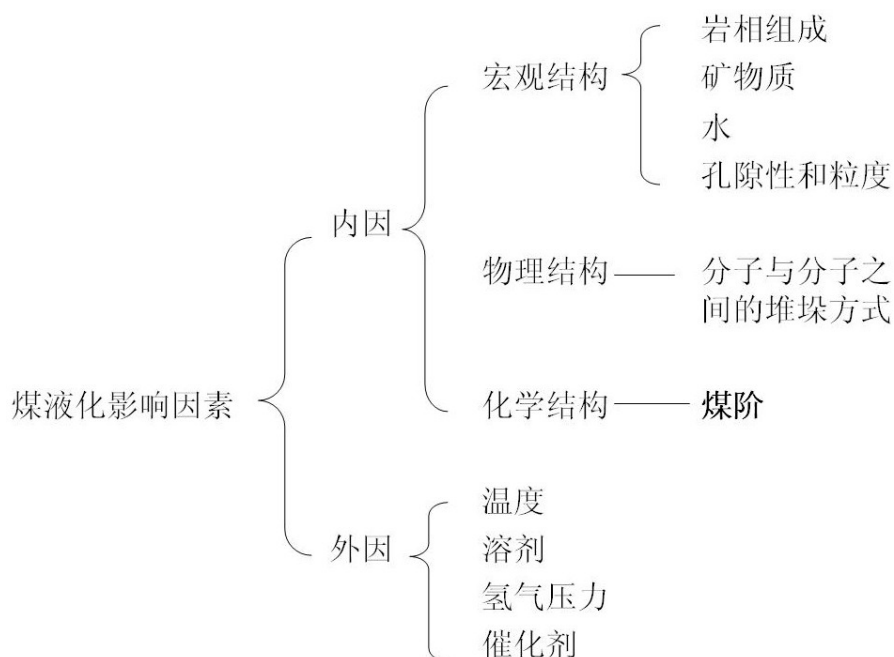 煤液化影响因素
内因
宏观结构
岩相组成
矿物质
水
孔隙性和粒度
物理结构
分子与分子之
间的堆垛方式
化学结构
煤阶
外因
温度
溶剂
氢气压力
催化剂